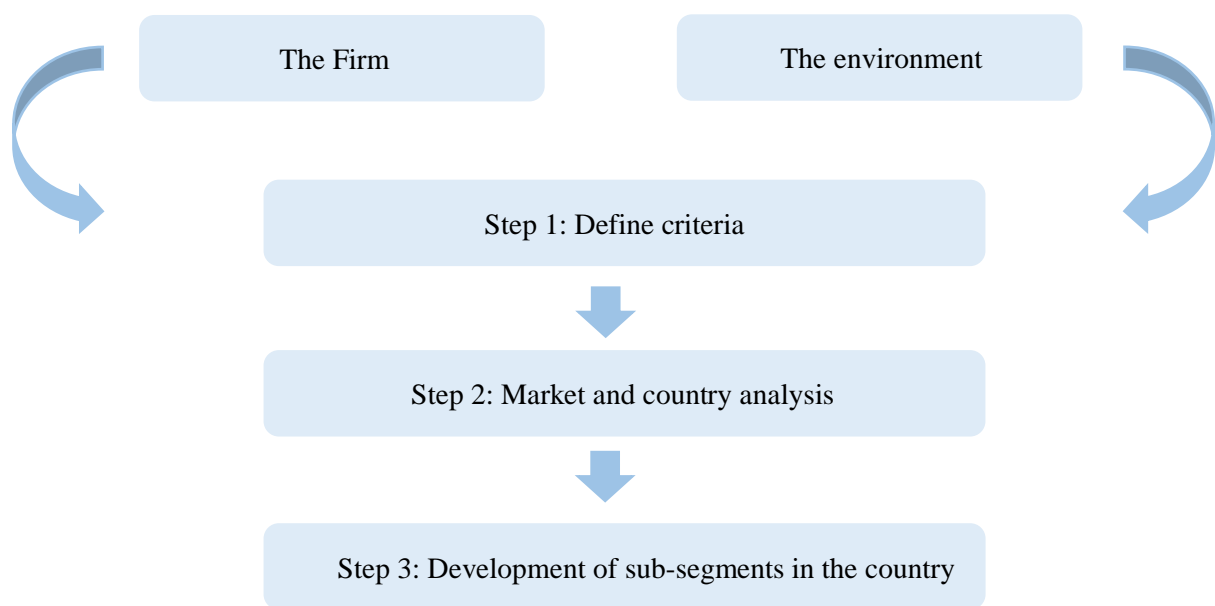 The Firm
The environment
Step 1: Define criteria
Step 2: Market and country analysis
Step 3: Development of sub-segments in the country